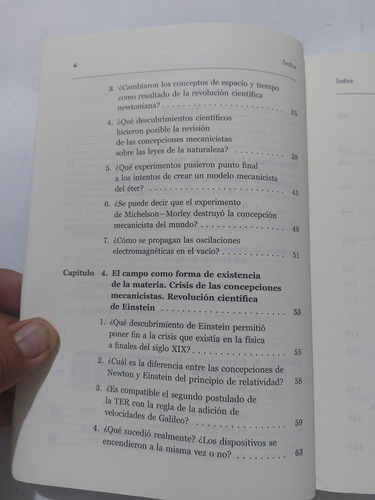 4 Indice
3. ¿Cambiaron los conceptos de espacio y tiempo
como resultado de la revolución científica
newtoniana? 35
4. ¿Qué descubrimientos científicos
hicieron posible la revisión
de las concepciones mecanicistas
sobre las leyes de la naturaleza? 38
5. ¿Qué experimentos pusieron punto final
a los intentos de crear un modelo mecanicista
del éter? 45
6. ¿Se puede decir que el experimento
de Michelson—Morley destruyó la concepción
mecanicista del mundo? 49
7. ¿Cómo se propagan las oscilaciones
electromagnéticas en el vacío? 51
Capítulo 4. El campo como forma de existencia
de la materia. Crisis de las concepciones
mecanicistas. Revolución científica
de Einstein 53
1. ¿Qué descubrimiento de Einstein permitió
poner fin a la crisis que existía en la física
a finales del siglo XIX? 55
2. ¿Cuál es la diferencia entre las concepciones de
Newton y Einstein del principio de relatividad? 58
3. ¿Es compatible el segundo postulado de
la TER con la regla de la adición de
velocidades de Galileo? 59
4. ¿Qué sucedió realmente? ¿Los dispositivos se
encendieron a la misma vez o no? 63
Indice